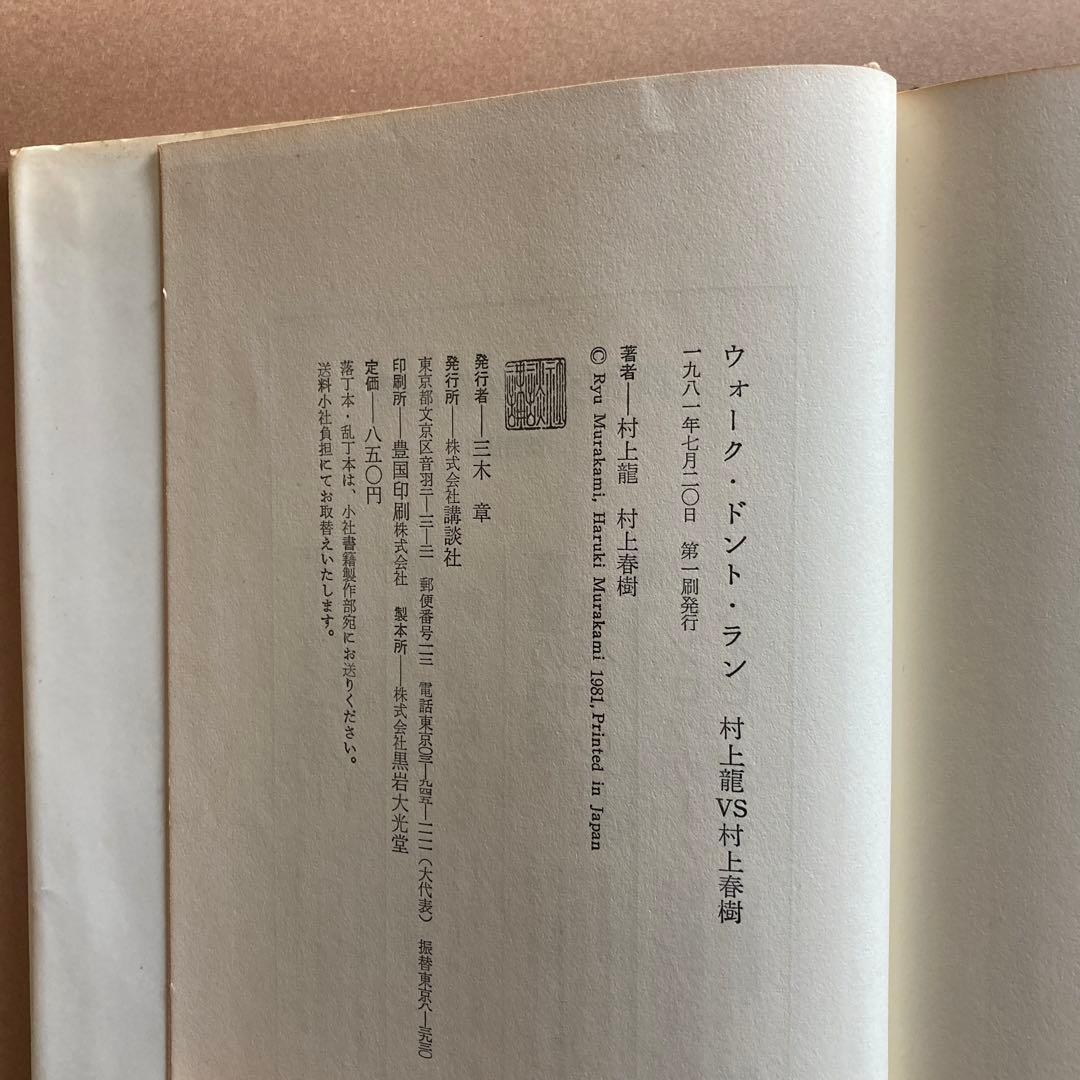 ウォーク・ドント・ラン 村上龍VS村上春樹
一九八一年七月二〇日 第一刷発行
著者──村上龍 村上春樹
© Ryu Murakami, Haruki Murakami 1981, Printed in Japan
発行者──三木 章
発行所──株式会社講談社
東京都文京区音羽二─一二─二一 郵便番号一一二 電話東京〇三─九四五─一一一一(大代表) 振替東京八─三九三〇
印刷所──豊国印刷株式会社 製本所──株式会社黒岩大光堂
定価──八五〇円
落丁本・乱丁本は、小社書籍製作部宛にお送りください。
送料小社負担にてお取替えいたします。